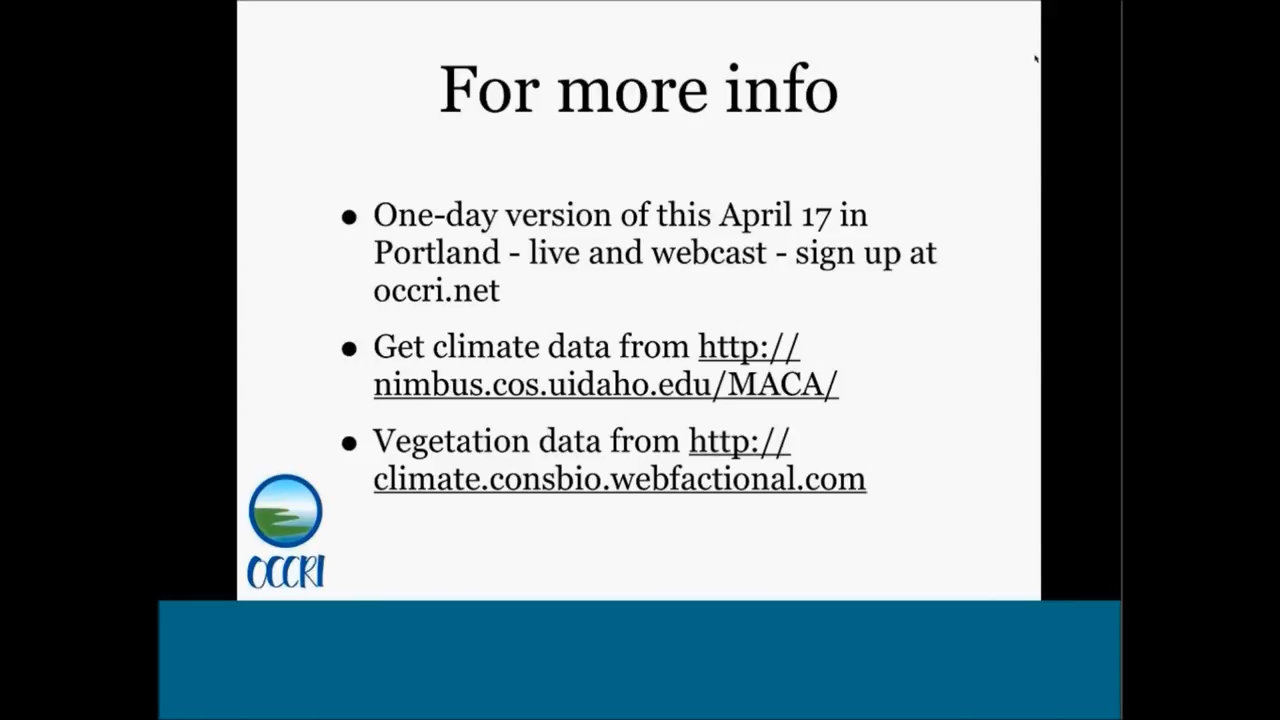 For more info
● One-day version of this April 17 in
Portland - live and webcast - sign up at
occri.net
● Get climate data from http://
nimbus.cos.uidaho.edu/MACA/
● Vegetation data from http://
climate.consbio.webfactional.com
OCCRI